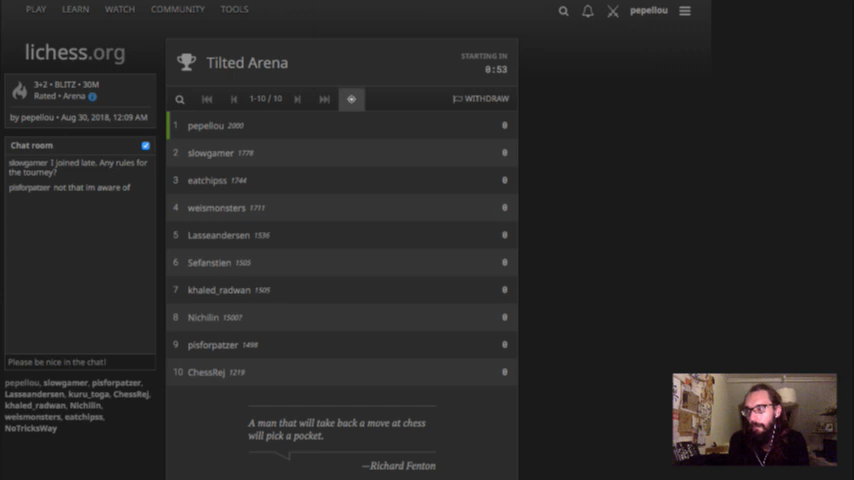 PLAY LEARN WATCH COMMUNITY TOOLS pepellou
lichess.org
3+2 • BLITZ • 30M
Rated • Arena
by pepellou • Aug 30, 2018, 12:09 AM
Chat room
slowgamer I joined late. Any rules for
the tourney?
pisforpatzer not that im aware of
Please be nice in the chat!
pepellou, slowgamer, pisforpatzer,
Lasseandersen, kuru_toga, ChessRej,
khaled_radwan, Nichilin,
weismonsters, eatchipss,
NoTricksWay
Tilted Arena
STARTING IN
0:53
1-10 / 10
WITHDRAW
1 pepellou 2000 0
2 slowgamer 1778 0
3 eatchipss 1744 0
4 weismonsters 1711 0
5 Lasseandersen 1536 0
6 Sefanstien 1505 0
7 khaled_radwan 1505 0
8 Nichilin 1500? 0
9 pisforpatzer 1498 0
10 ChessRej 1219 0
A man that will take back a move at chess
will pick a pocket.
—Richard Fenton